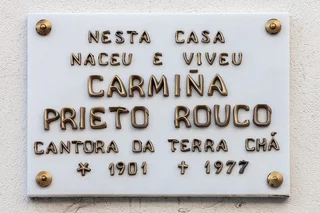 NESTA CASA
NACEU E VIVEU
CARMIÑA
PRIETO ROUCO
CANTORA DA TERRA CHÁ
* 1901 † 1977